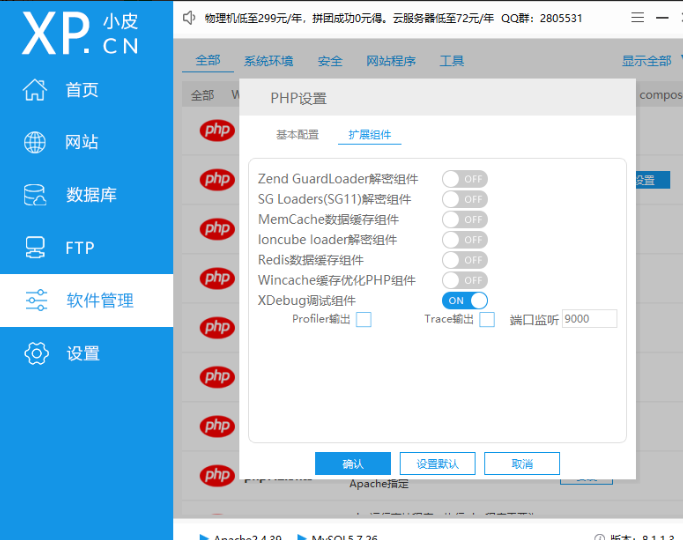 XP. 小皮
CN
物理机低至299元/年，拼团成功0元得。云服务器低至72元/年 QQ群：2805531
首页
网站
数据库
FTP
软件管理
设置
全部 系统环境 安全 网站程序 工具 显示全部
全部 compos
PHP设置
基本配置 扩展组件
Zend GuardLoader解密组件 OFF
SG Loaders(SG11)解密组件 OFF
MemCache数据缓存组件 OFF
Ioncube loader解密组件 OFF
Redis数据缓存组件 OFF
Wincache缓存优化PHP组件 OFF
XDebug调试组件 ON
Profiler输出 Trace输出 端口监听 9000
确认 设置默认 取消
php
php
php
php
php
php
php
php
设置
Apache指定
Apache2.4.39 MySQL5.7.26 版本：8.1.1.3